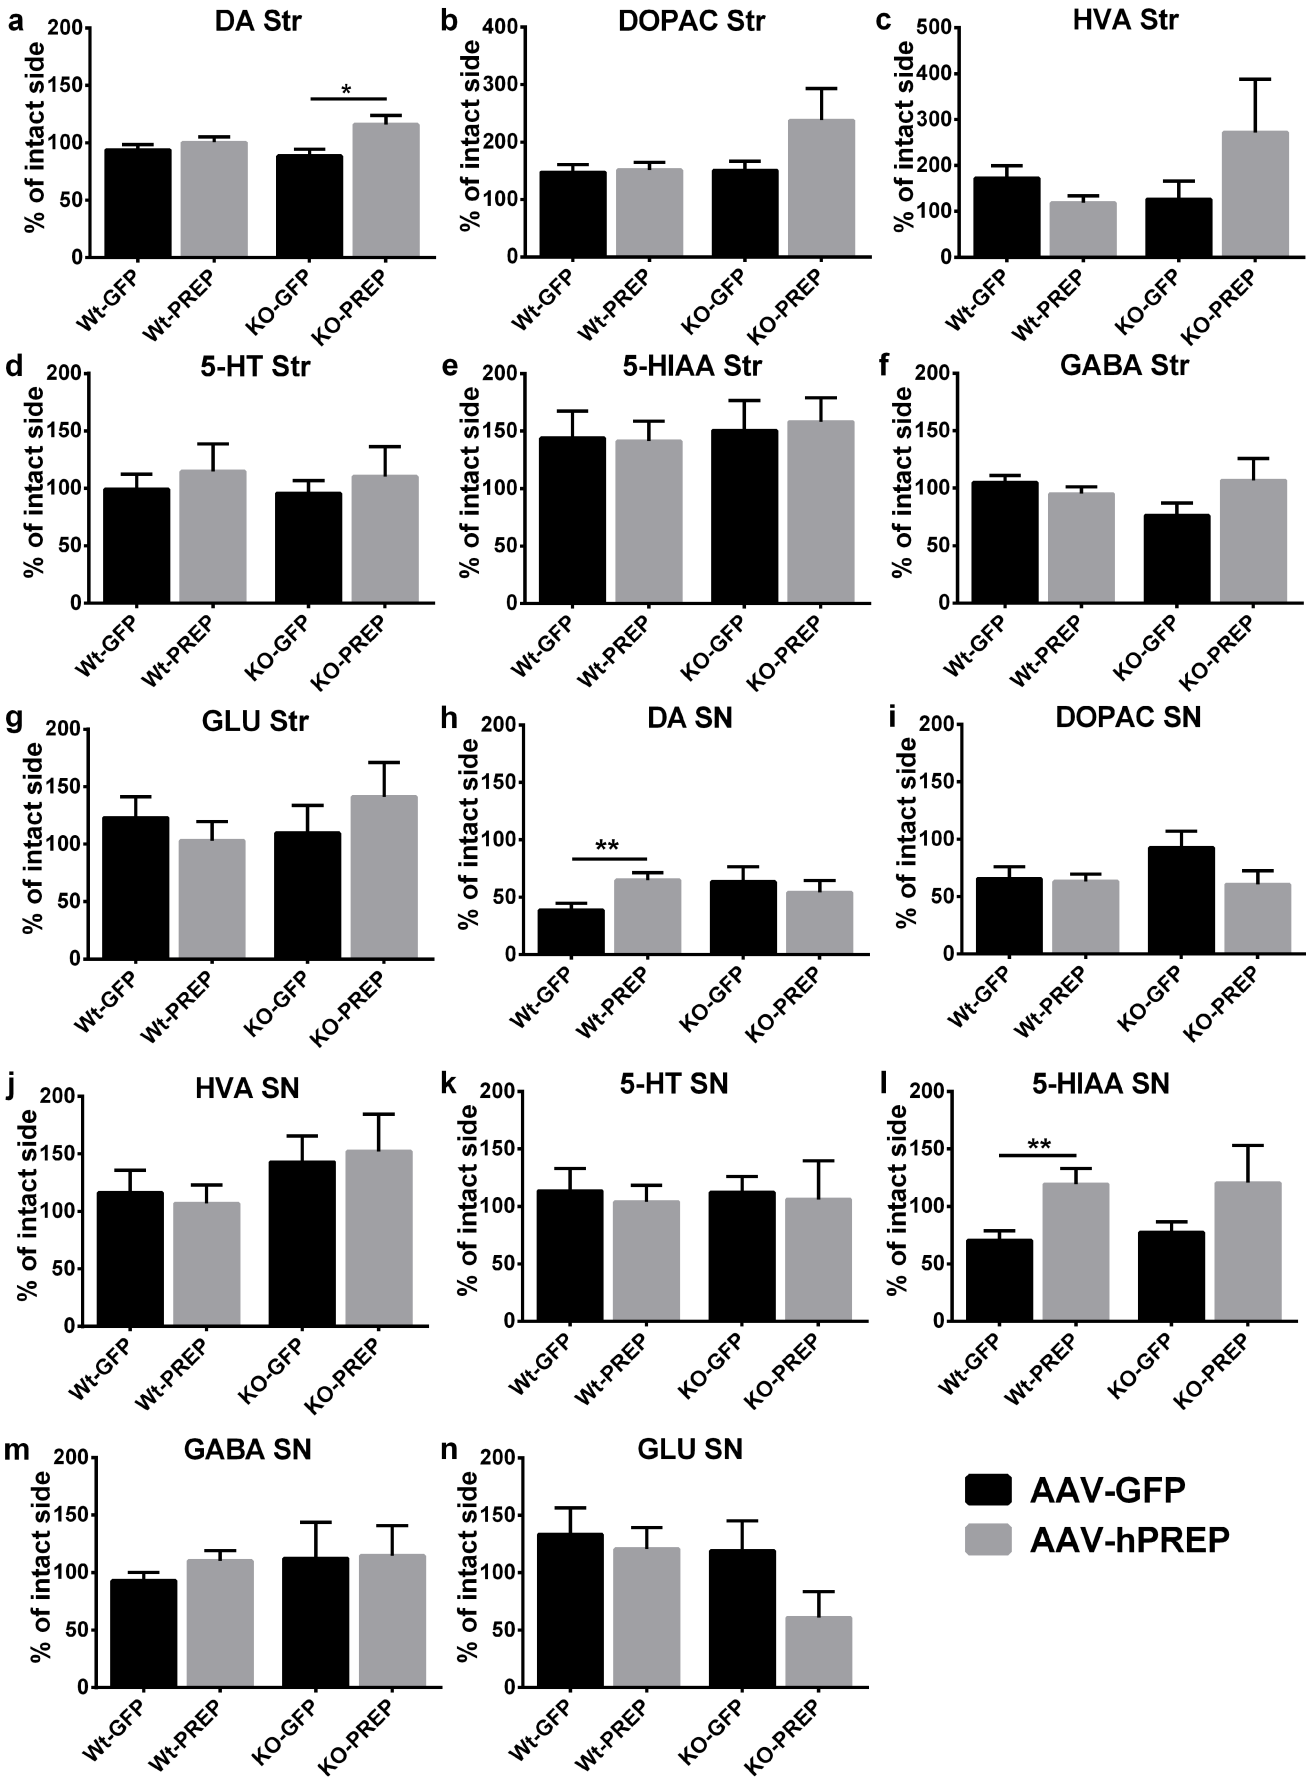 a
DA Str
% of intact side
200
150
100
50
0
*
Wt-GFP
Wt-PREP
KO-GFP
KO-PREP
b
DOPAC Str
% of intact side
400
300
200
100
0
Wt-GFP
Wt-PREP
KO-GFP
KO-PREP
c
HVA Str
% of intact side
500
400
300
200
100
0
Wt-GFP
Wt-PREP
KO-GFP
KO-PREP
d
5-HT Str
% of intact side
200
150
100
50
0
Wt-GFP
Wt-PREP
KO-GFP
KO-PREP
e
5-HIAA Str
% of intact side
200
150
100
50
0
Wt-GFP
Wt-PREP
KO-GFP
KO-PREP
f
GABA Str
% of intact side
200
150
100
50
0
Wt-GFP
Wt-PREP
KO-GFP
KO-PREP
g
GLU Str
% of intact side
200
150
100
50
0
Wt-GFP
Wt-PREP
KO-GFP
KO-PREP
h
DA SN
% of intact side
200
150
100
50
0
**
Wt-GFP
Wt-PREP
KO-GFP
KO-PREP
i
DOPAC SN
% of intact side
200
150
100
50
0
Wt-GFP
Wt-PREP
KO-GFP
KO-PREP
j
HVA SN
% of intact side
200
150
100
50
0
Wt-GFP
Wt-PREP
KO-GFP
KO-PREP
k
5-HT SN
% of intact side
200
150
100
50
0
Wt-GFP
Wt-PREP
KO-GFP
KO-PREP
l
5-HIAA SN
% of intact side
200
150
100
50
0
**
Wt-GFP
Wt-PREP
KO-GFP
KO-PREP
m
GABA SN
% of intact side
200
150
100
50
0
Wt-GFP
Wt-PREP
KO-GFP
KO-PREP
n
GLU SN
% of intact side
200
150
100
50
0
Wt-GFP
Wt-PREP
KO-GFP
KO-PREP
AAV-GFP
AAV-hPREP